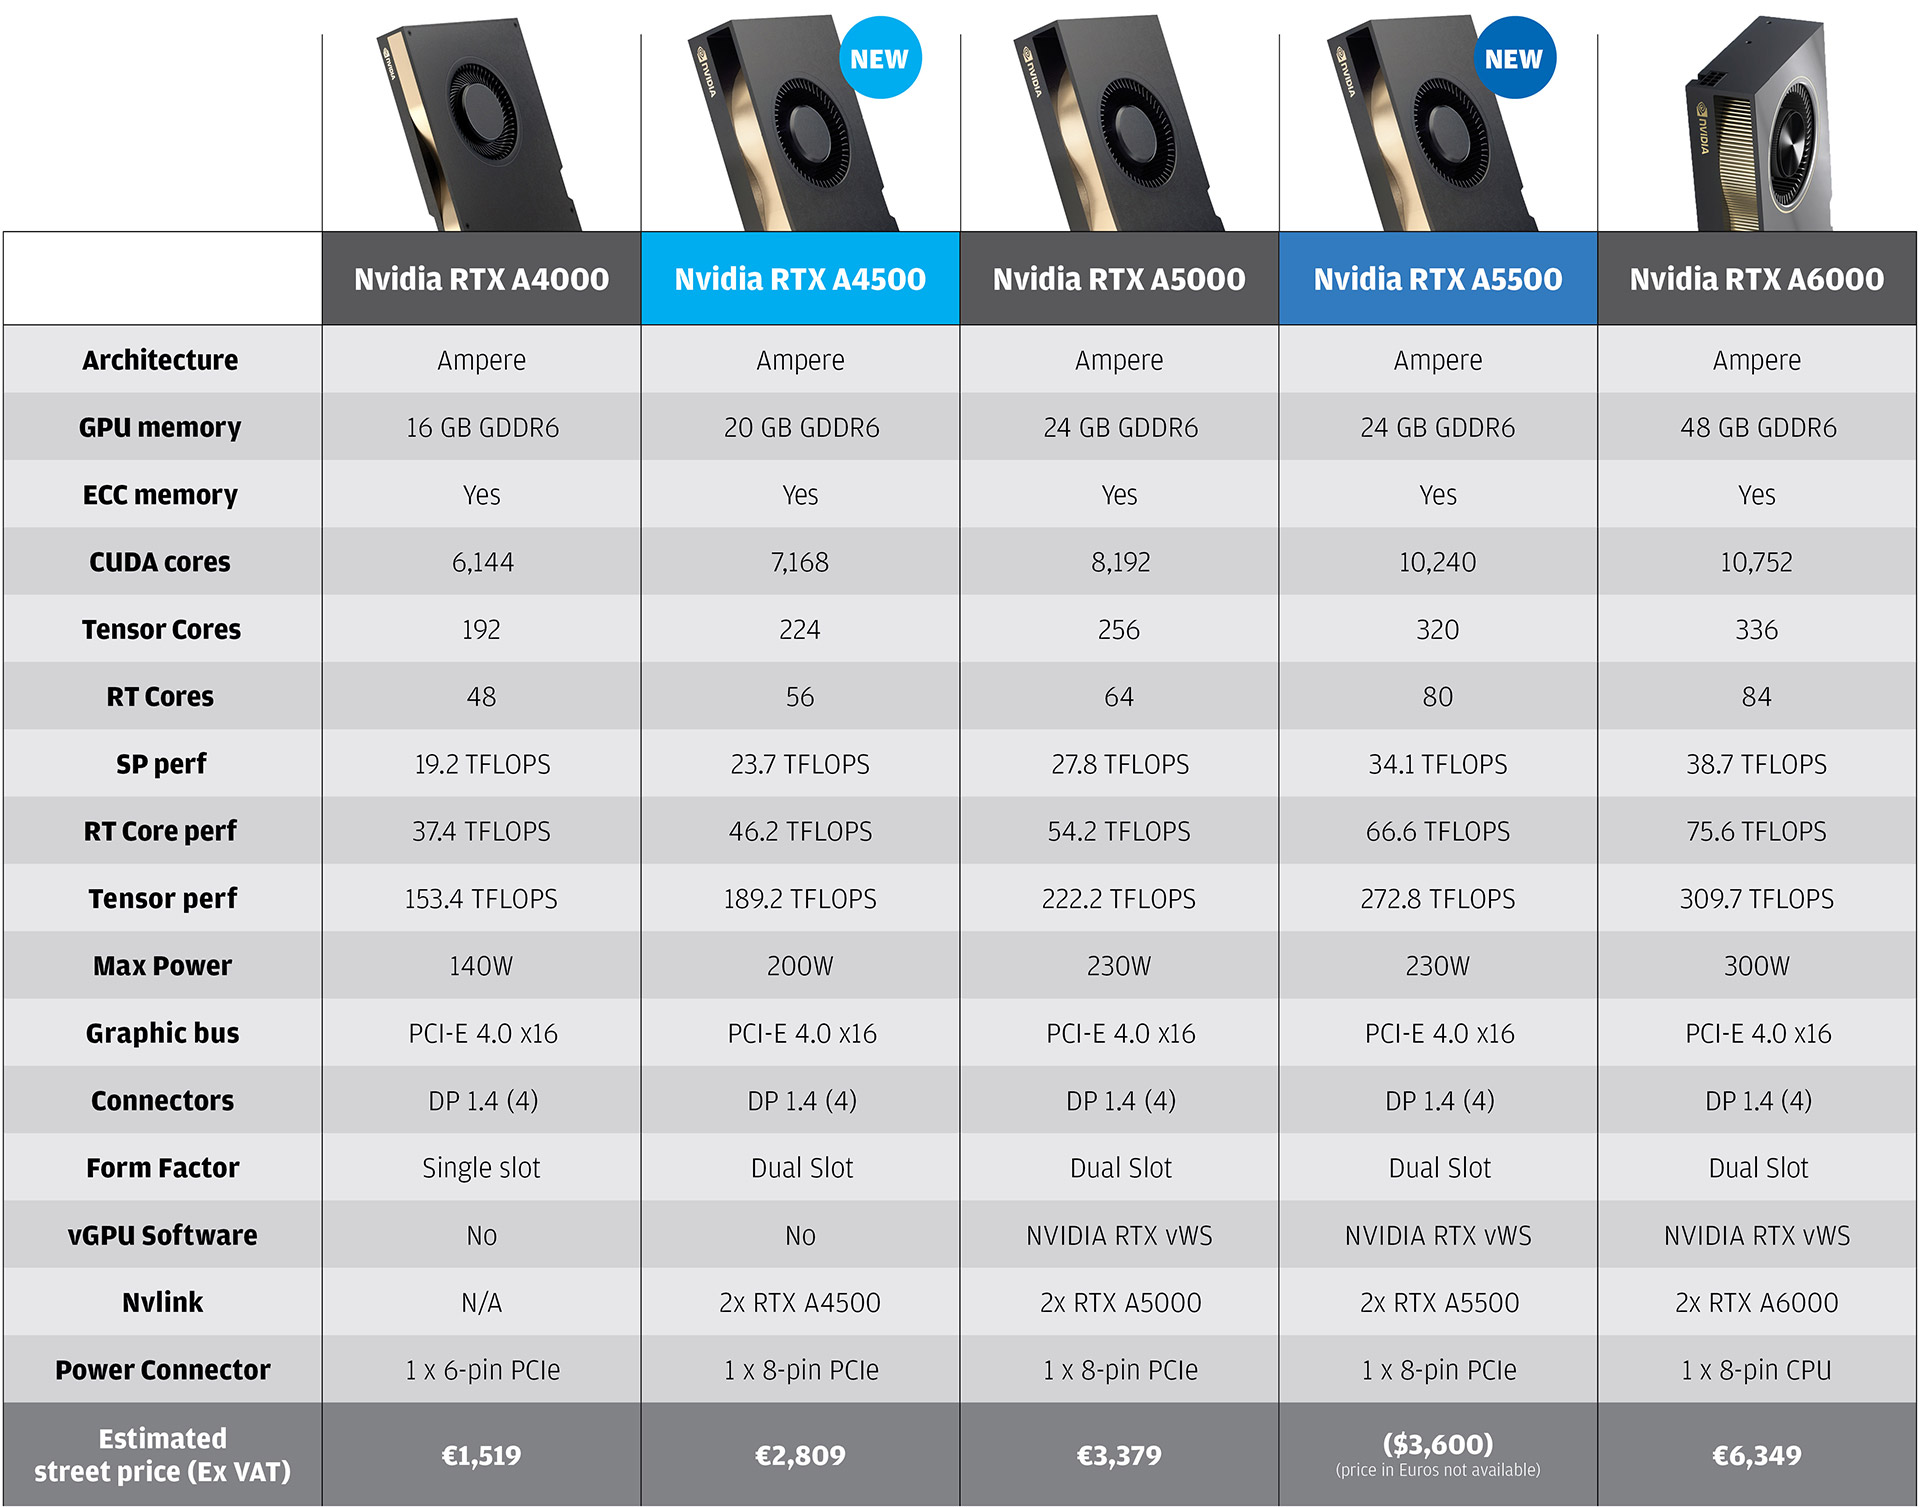 NVIDIA
NVIDIA
NEW
NVIDIA
NVIDIA
NEW
NVIDIA
Nvidia RTX A4000 Nvidia RTX A4500 Nvidia RTX A5000 Nvidia RTX A5500 Nvidia RTX A6000
Architecture Ampere Ampere Ampere Ampere Ampere
GPU memory 16 GB GDDR6 20 GB GDDR6 24 GB GDDR6 24 GB GDDR6 48 GB GDDR6
ECC memory Yes Yes Yes Yes Yes
CUDA cores 6,144 7,168 8,192 10,240 10,752
Tensor Cores 192 224 256 320 336
RT Cores 48 56 64 80 84
SP perf 19.2 TFLOPS 23.7 TFLOPS 27.8 TFLOPS 34.1 TFLOPS 38.7 TFLOPS
RT Core perf 37.4 TFLOPS 46.2 TFLOPS 54.2 TFLOPS 66.6 TFLOPS 75.6 TFLOPS
Tensor perf 153.4 TFLOPS 189.2 TFLOPS 222.2 TFLOPS 272.8 TFLOPS 309.7 TFLOPS
Max Power 140W 200W 230W 230W 300W
Graphic bus PCI-E 4.0 x16 PCI-E 4.0 x16 PCI-E 4.0 x16 PCI-E 4.0 x16 PCI-E 4.0 x16
Connectors DP 1.4 (4) DP 1.4 (4) DP 1.4 (4) DP 1.4 (4) DP 1.4 (4)
Form Factor Single slot Dual Slot Dual Slot Dual Slot Dual Slot
vGPU Software No No NVIDIA RTX vWS NVIDIA RTX vWS NVIDIA RTX vWS
Nvlink N/A 2x RTX A4500 2x RTX A5000 2x RTX A5500 2x RTX A6000
Power Connector 1 x 6-pin PCIe 1 x 8-pin PCIe 1 x 8-pin PCIe 1 x 8-pin PCIe 1 x 8-pin CPU
Estimated
street price (Ex VAT) €1,519 €2,809 €3,379 ($3,600) €6,349
(price in Euros not available)